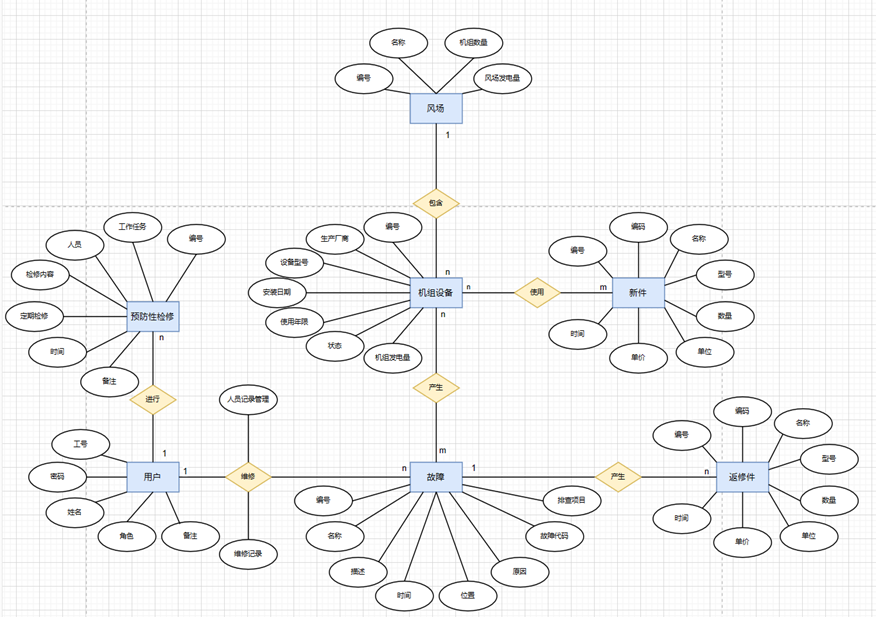 名称
机组数量
编号
风场发电量
风场
1
包含
n
编号
生产厂商
设备型号
安装日期
使用年限
状态
机组发电量
机组设备
n
使用
m
新件
编号
编码
名称
型号
数量
单位
单价
时间
编号
工作任务
人员
检修内容
定期检修
时间
备注
预防性检修
n
进行
1
n
产生
m
用户
工号
密码
姓名
角色
备注
1
人员记录管理
维修
维修记录
n
故障
编号
名称
描述
时间
位置
原因
故障代码
排查项目
1
产生
n
返修件
编号
编码
名称
型号
数量
单位
单价
时间